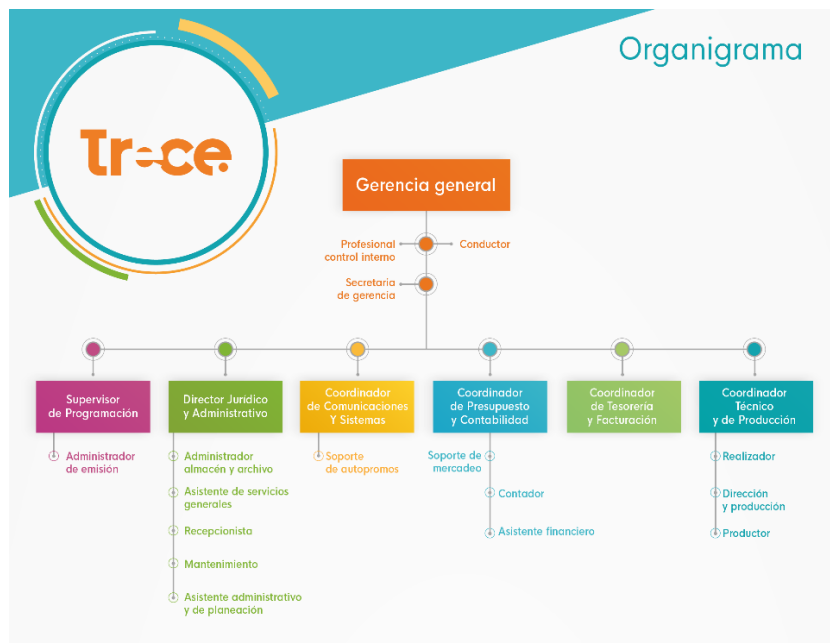 Organigrama
Trece
Gerencia general
Profesional
control interno
Conductor
Secretaria
de gerencia
Supervisor
de Programación
Director Jurídico
y Administrativo
Coordinador
de Comunicaciones
Y Sistemas
Coordinador
de Presupuesto
y Contabilidad
Coordinador
de Tesorería
y Facturación
Coordinador
Técnico
y de Producción
Administrador
de emisión
Administrador
almacén y archivo
Asistente de servicios
generales
Recepcionista
Mantenimiento
Asistente administrativo
y de planeación
Soporte
de autopromos
Soporte de
mercadeo
Contador
Asistente financiero
Realizador
Dirección
y producción
Productor